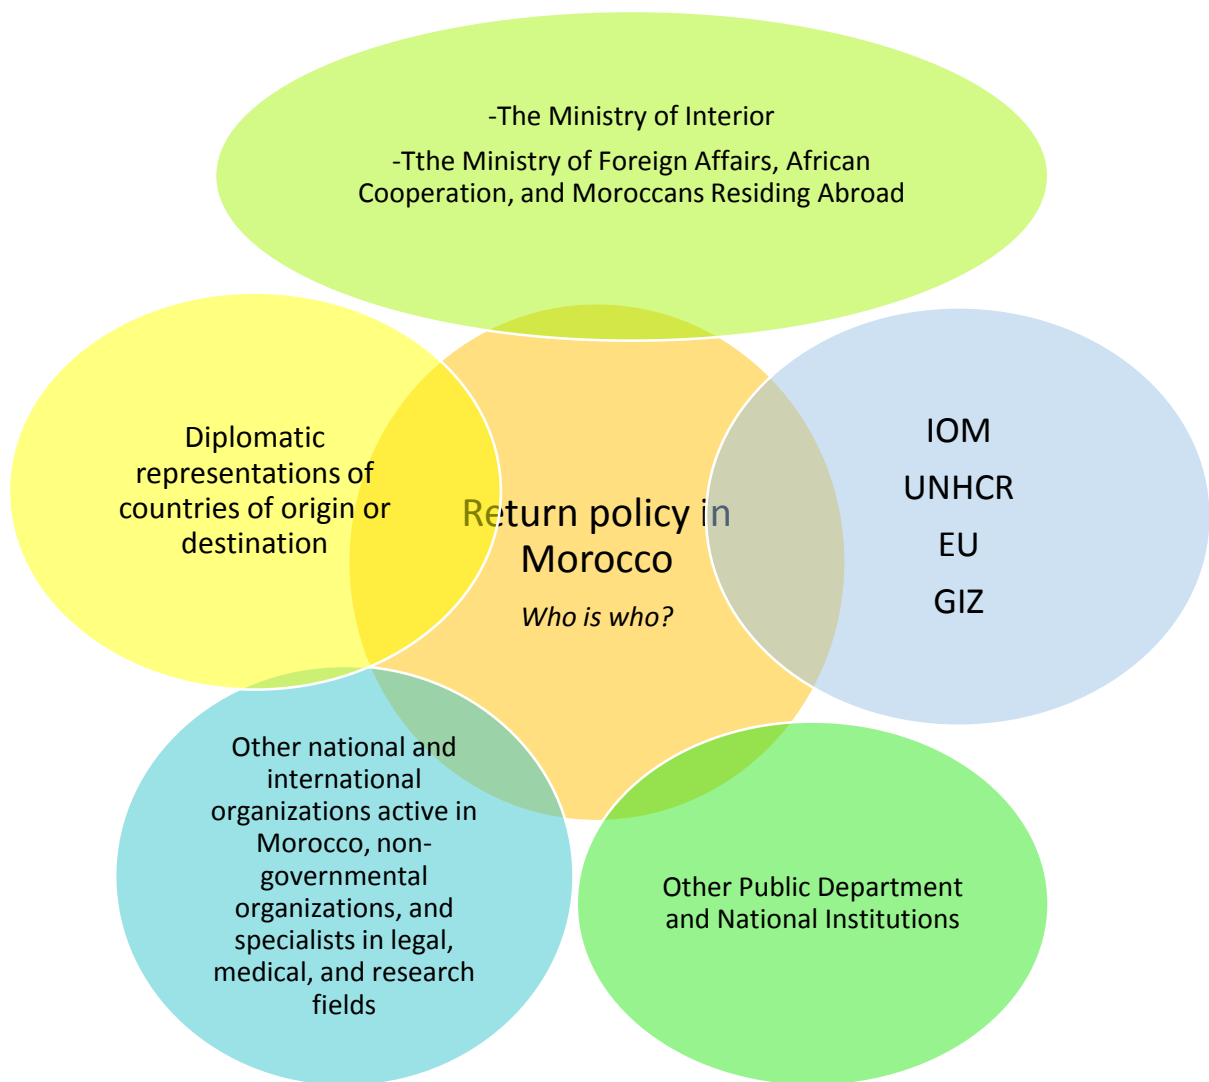 -The Ministry of Interior
-Tthe Ministry of Foreign Affairs, African
Cooperation, and Moroccans Residing Abroad
Diplomatic
representations of
countries of origin or
destination
Return policy in
Morocco
Who is who?
IOM
UNHCR
EU
GIZ
Other national and
international
organizations active in
Morocco, non-
governmental
organizations, and
specialists in legal,
medical, and research
fields
Other Public Department
and National Institutions